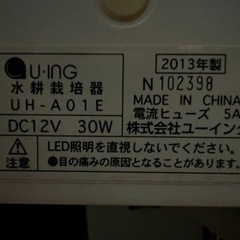 U-ING
水耕栽培器
UH-A01E
DC12V 30W
2013年製
N 102398
MADE IN CHINA
電流ヒューズ 5A
株式会社ユーイング
注意
LED照明を直視しないでください。
●目の痛みの原因となることがあります